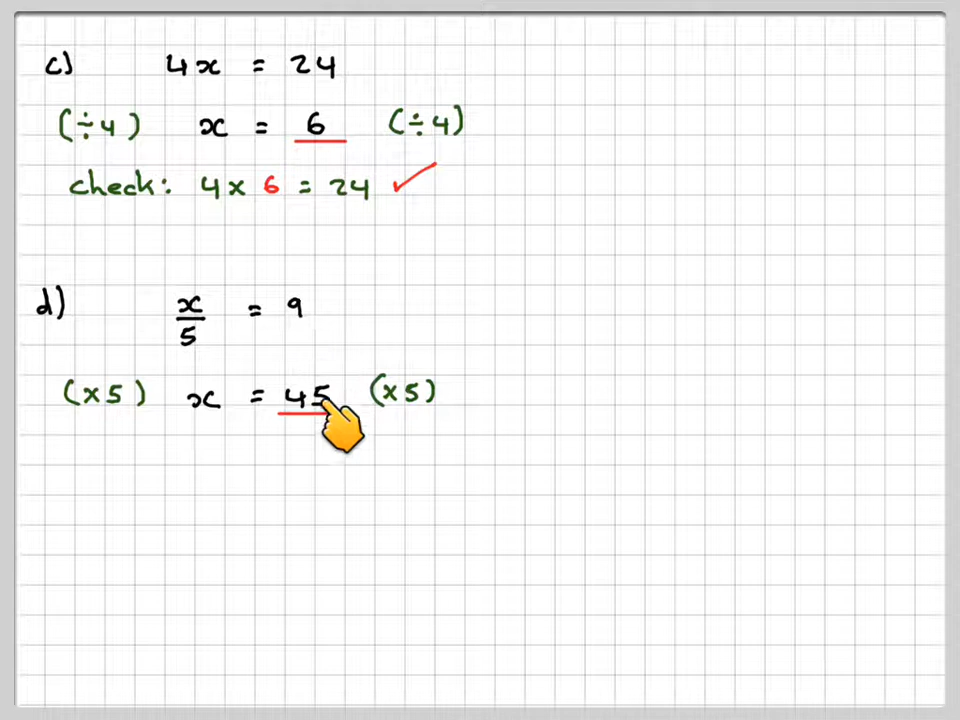 c) 4x = 24
(÷4) x = 6 (÷4)
check: 4 x 6 = 24 ✓
d) x/5 = 9
(x5) x = 45 (x5)